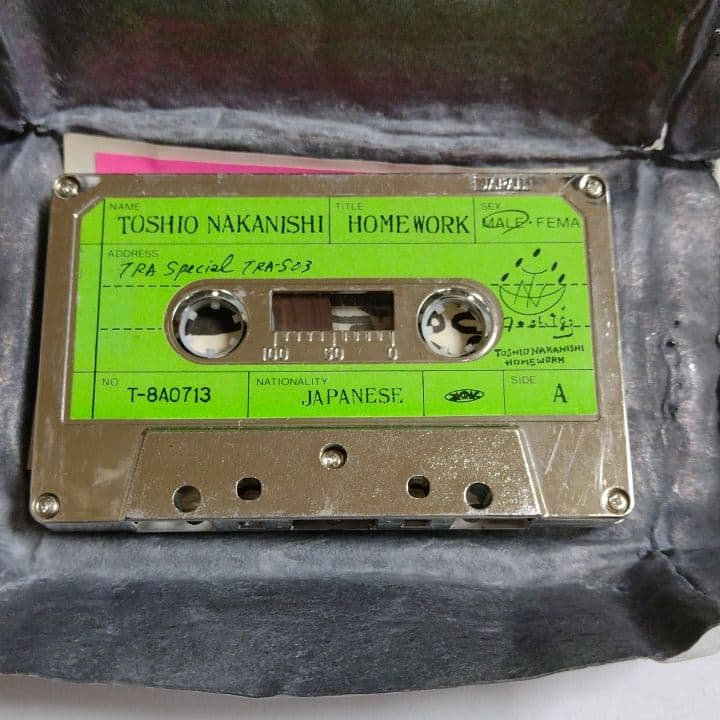 JAPAN
NAME TITLE SEX
TOSHIO NAKANISHI HOMEWORK MALE・FEMA
ADDRESS
TRA Special TRA-S03
TN
100 50 0
TOSHIO NAKANISHI
HOMEWORK
NO NATIONALITY SIDE
T-8A0713 JAPANESE A